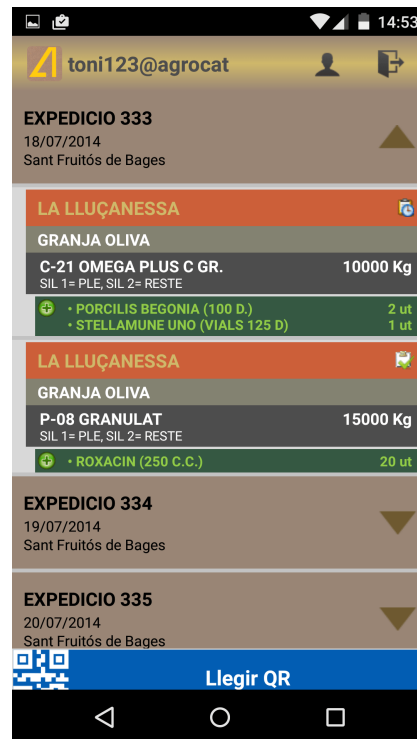 14:53
toni123@agrocat
EXPEDICIO 333
18/07/2014
Sant Fruitós de Bages
LA LLUÇANESSA
GRANJA OLIVA
C-21 OMEGA PLUS C GR. 10000 Kg
SIL 1= PLE, SIL 2= RESTE
• PORCILIS BEGONIA (100 D.) 2 ut
• STELLAMUNE UNO (VIALS 125 D) 1 ut
LA LLUÇANESSA
GRANJA OLIVA
P-08 GRANULAT 15000 Kg
SIL 1= PLE, SIL 2= RESTE
• ROXACIN (250 C.C.) 20 ut
EXPEDICIO 334
19/07/2014
Sant Fruitós de Bages
EXPEDICIO 335
20/07/2014
Sant Fruitós de Bages
Llegir QR